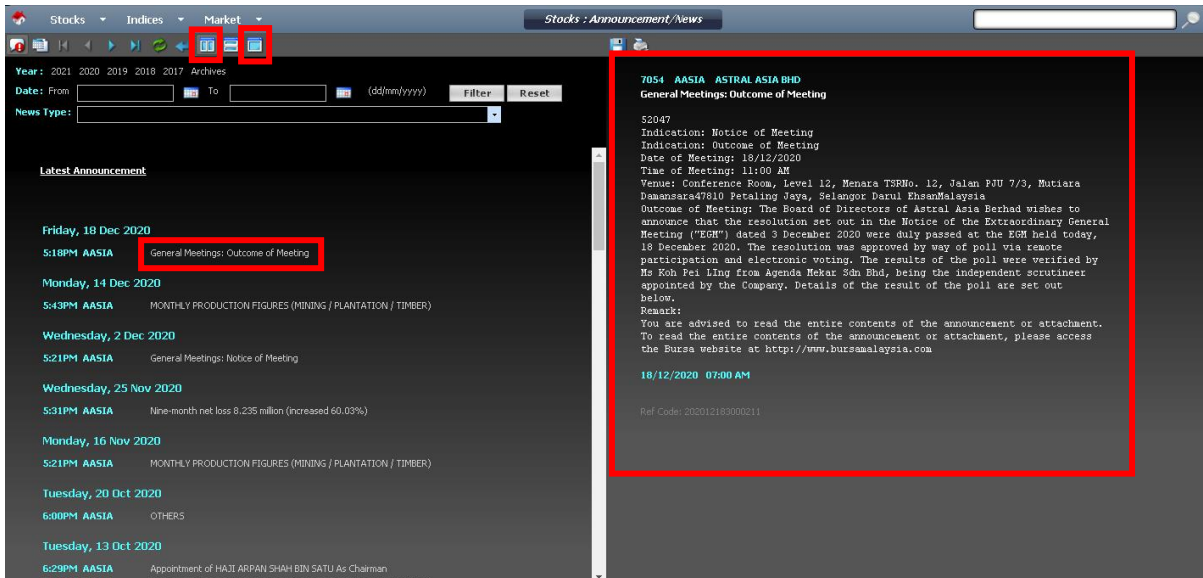 Stocks Indices Market
Stocks : Announcement/News
Year: 2021 2020 2019 2018 2017 Archives
Date: From To (dd/mm/yyyy) Filter Reset
News Type:
Latest Announcement
Friday, 18 Dec 2020
5:18PM AASIA General Meetings: Outcome of Meeting
Monday, 14 Dec 2020
5:43PM AASIA MONTHLY PRODUCTION FIGURES (MINING / PLANTATION / TIMBER)
Wednesday, 2 Dec 2020
5:21PM AASIA General Meetings: Notice of Meeting
Wednesday, 25 Nov 2020
5:31PM AASIA Nine-month net loss 8.235 million (increased 60.03%)
Monday, 16 Nov 2020
5:21PM AASIA MONTHLY PRODUCTION FIGURES (MINING / PLANTATION / TIMBER)
Tuesday, 20 Oct 2020
6:00PM AASIA OTHERS
Tuesday, 13 Oct 2020
6:29PM AASIA Appointment of HAJI ARPAN SHAH BIN SATU As Chairman
7054 AASIA ASTRAL ASIA BHD
General Meetings: Outcome of Meeting
52047
Indication: Notice of Meeting
Indication: Outcome of Meeting
Date of Meeting: 18/12/2020
Time of Meeting: 11:00 AM
Venue: Conference Room, Level 12, Menara TSRNo. 12, Jalan PJU 7/3, Mutiara
Damansara47810 Petaling Jaya, Selangor Darul EhsanMalaysia
Outcome of Meeting: The Board of Directors of Astral Asia Berhad wishes to
announce that the resolution set out in the Notice of the Extraordinary General
Meeting ("EGM") dated 3 December 2020 were duly passed at the EGM held today,
18 December 2020. The resolution was approved by way of poll via remote
participation and electronic voting. The results of the poll were verified by
Ms Koh Pei LIng from Agenda Mekar Sdn Bhd, being the independent scrutineer
appointed by the Company. Details of the result of the poll are set out
below.
Remark:
You are advised to read the entire contents of the announcement or attachment.
To read the entire contents of the announcement or attachment, please access
the Bursa website at http://www.bursamalaysia.com
18/12/2020 07:00 AM
Ref Code: 202012183000211